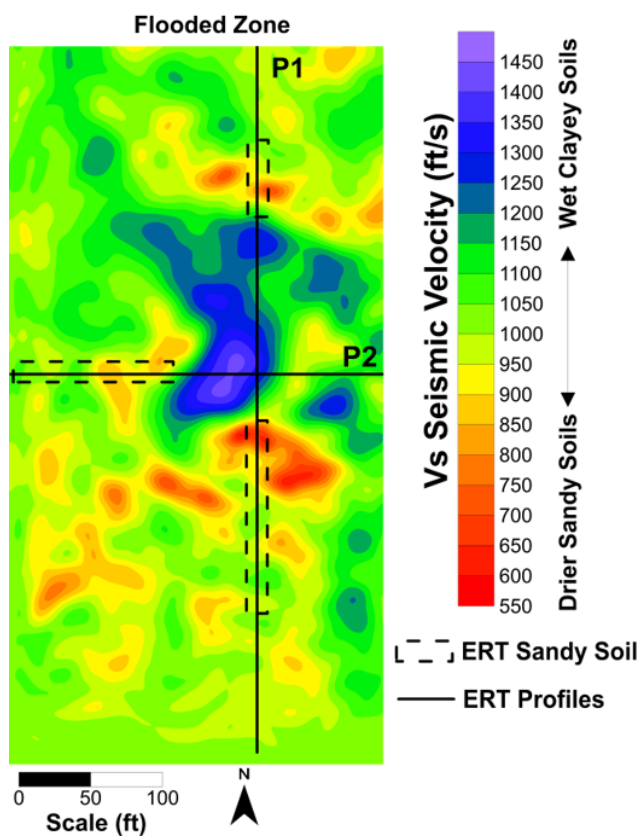 Flooded Zone
P1
P2
Vs Seismic Velocity (ft/s)
1450
1400
1350
1300
1250
1200
1150
1100
1050
1000
950
900
850
800
750
700
650
600
550
Wet Clayey Soils
Drier Sandy Soils
ERT Sandy Soil
ERT Profiles
N
0 50 100
Scale (ft)